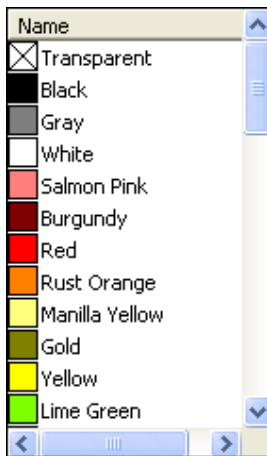 Name
Transparent
Black
Gray
White
Salmon Pink
Burgundy
Red
Rust Orange
Manilla Yellow
Gold
Yellow
Lime Green